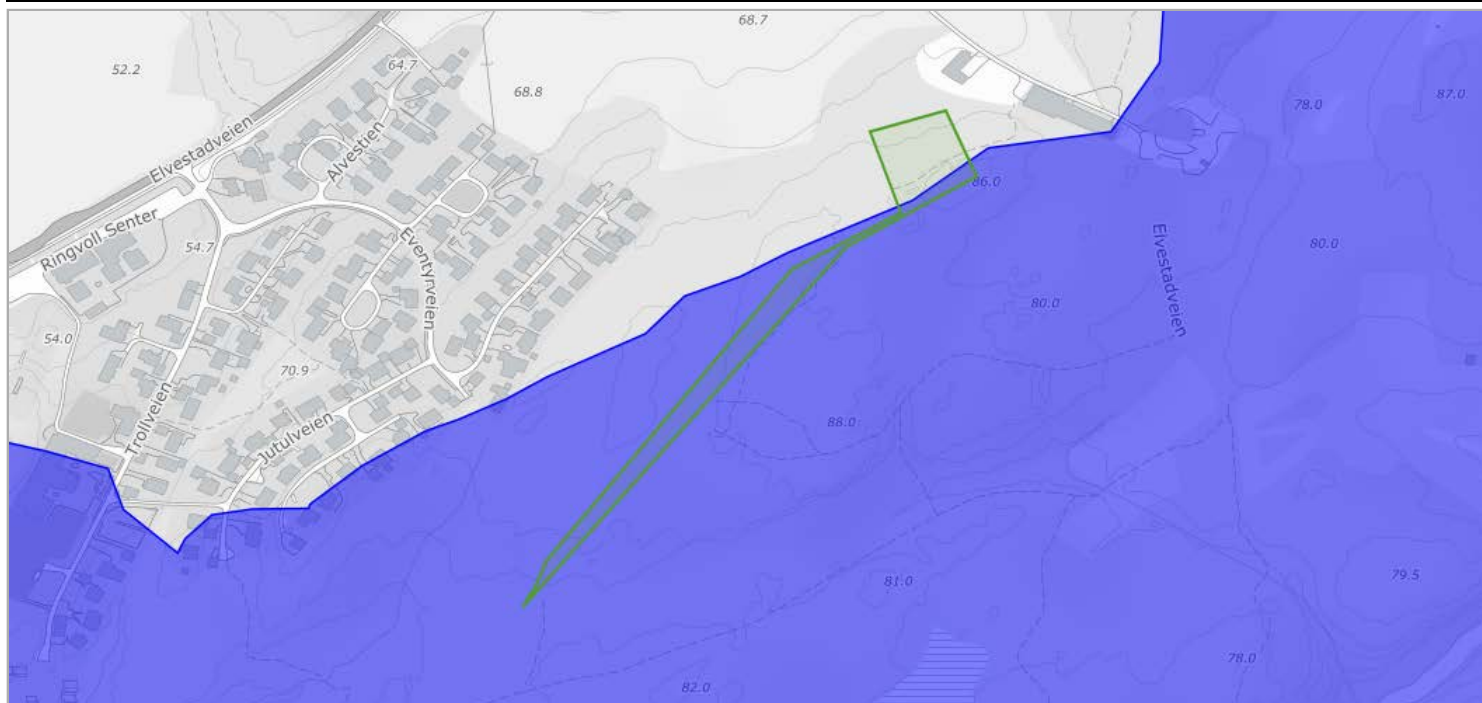 68.7
52.2
64.7
87.0
68.8
78.0
Elvestadveien
Alvestien
86.0
Ringvoll Senter
54.7
Eventyrveien
80.0
Elvestadveien
80.0
54.0
70.9
Trollveien
Jutulveien
88.0
81.0
79.5
78.0
82.0